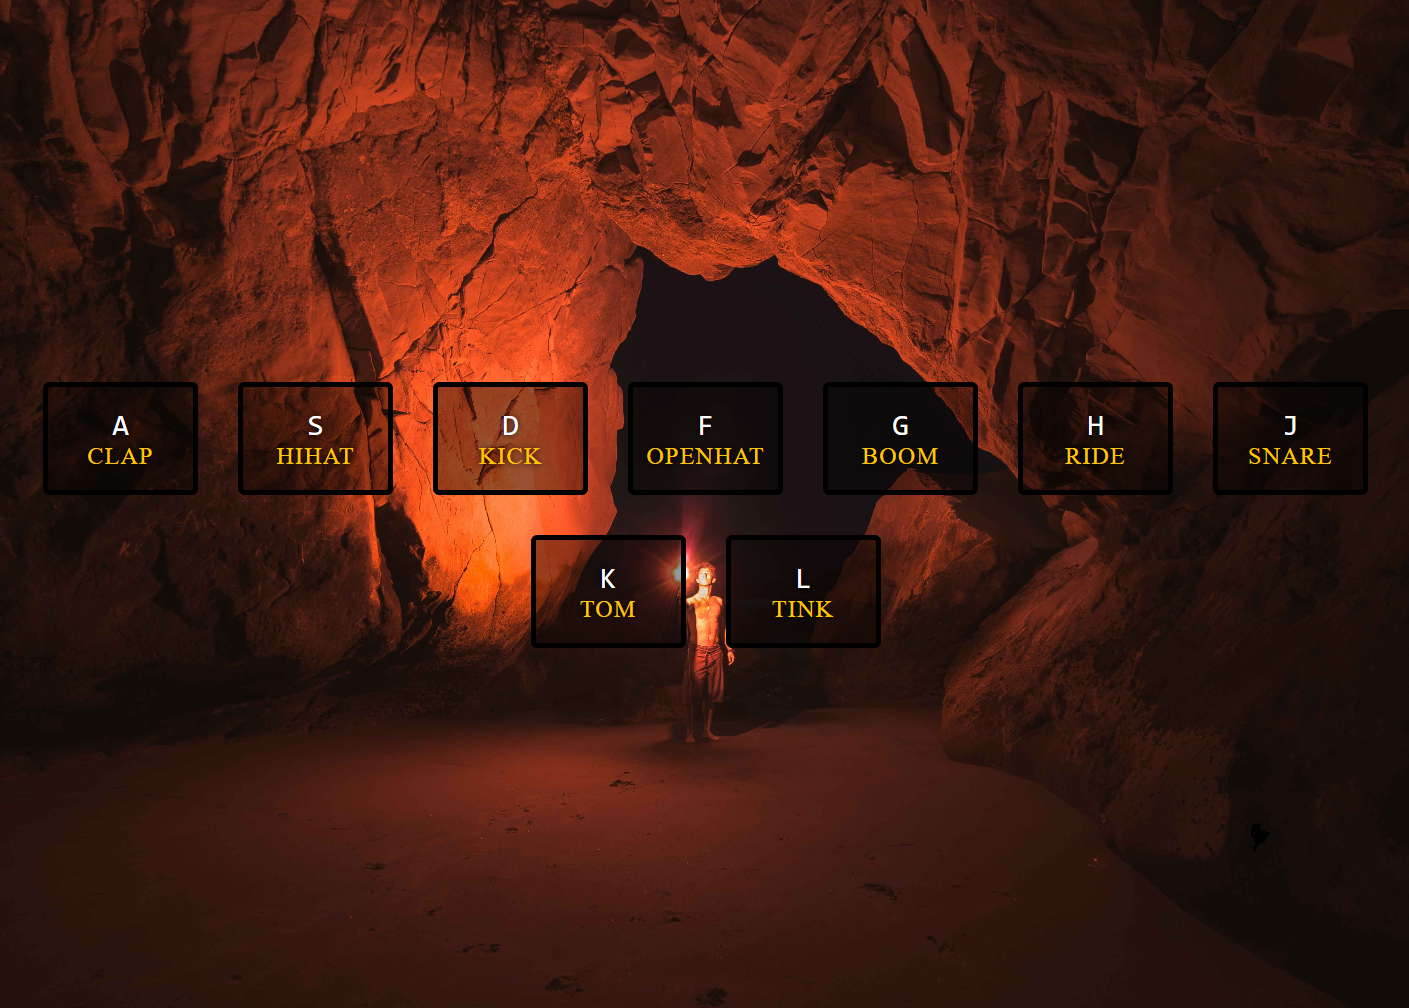 A
CLAP
S
HIHAT
D
KICK
F
OPENHAT
G
BOOM
H
RIDE
J
SNARE
K
TOM
L
TINK